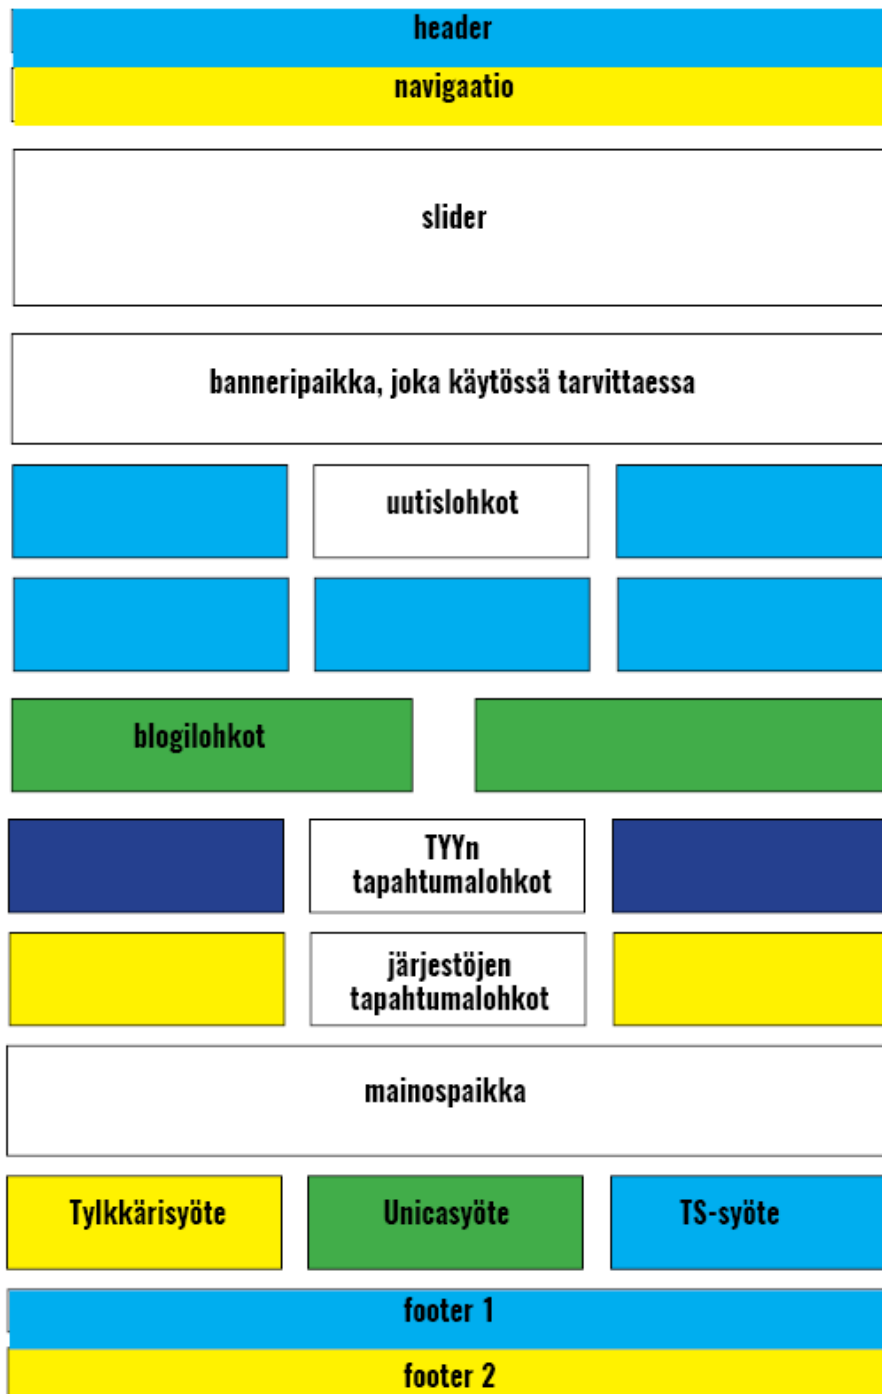 header
navigaatio
slider
banneripaikka, joka käytössä tarvittaessa
uutislohkot
blogilohkot
TYYn
tapahtumalohkot
järjestöjen
tapahtumalohkot
mainospaikka
Tylkkärisyöte
Unicasyöte
TS-syöte
footer 1
footer 2